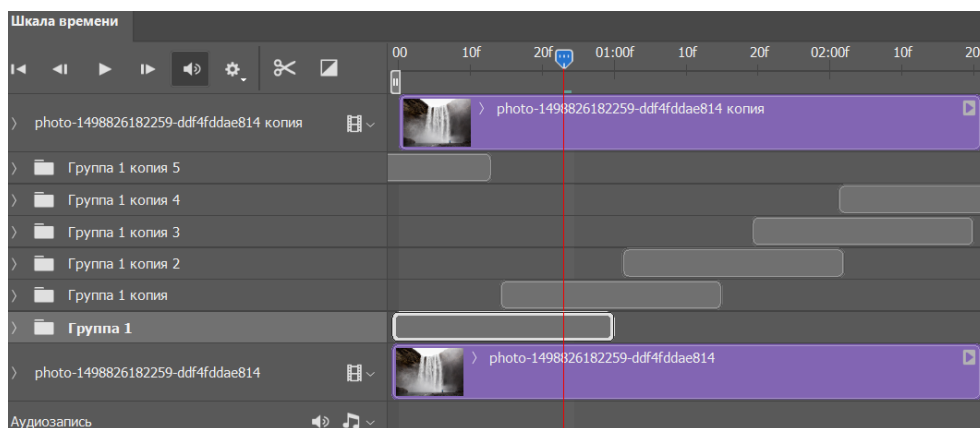 Шкала времени
00 10f 20f 01:00f 10f 20f 02:00f 10f 20
photo-1498826182259-ddf4fddae814 копия
photo-1498826182259-ddf4fddae814 копия
Группа 1 копия 5
Группа 1 копия 4
Группа 1 копия 3
Группа 1 копия 2
Группа 1 копия
Группа 1
photo-1498826182259-ddf4fddae814
photo-1498826182259-ddf4fddae814
Аудиозапись